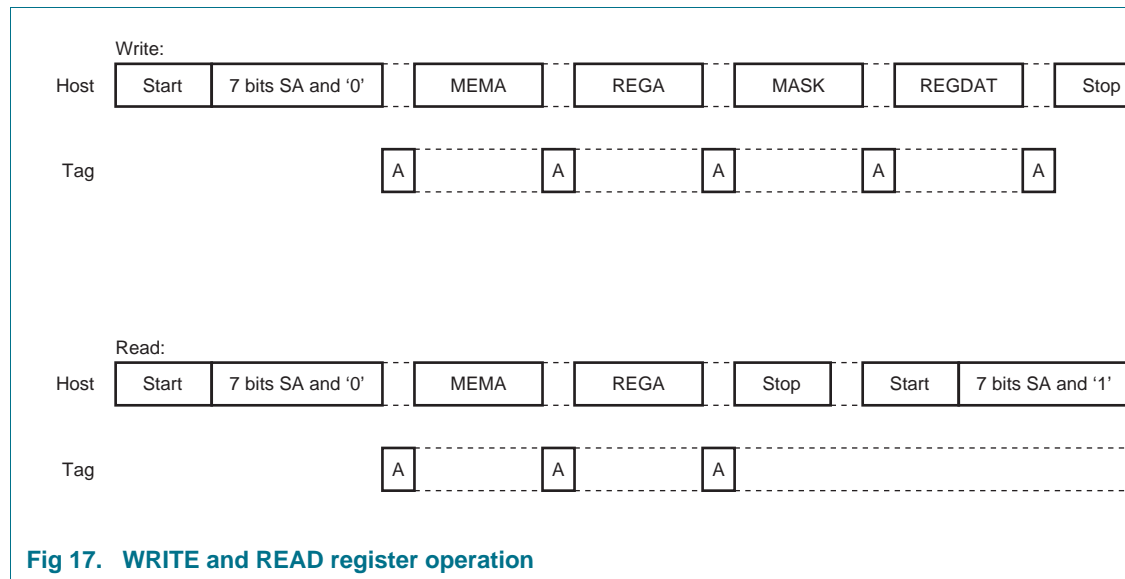 Write:
Host Start 7 bits SA and ‘0’ MEMA REGA MASK REGDAT Stop
Tag A A A A A
Read:
Host Start 7 bits SA and ‘0’ MEMA REGA Stop Start 7 bits SA and ‘1’
Tag A A A
Fig 17. WRITE and READ register operation